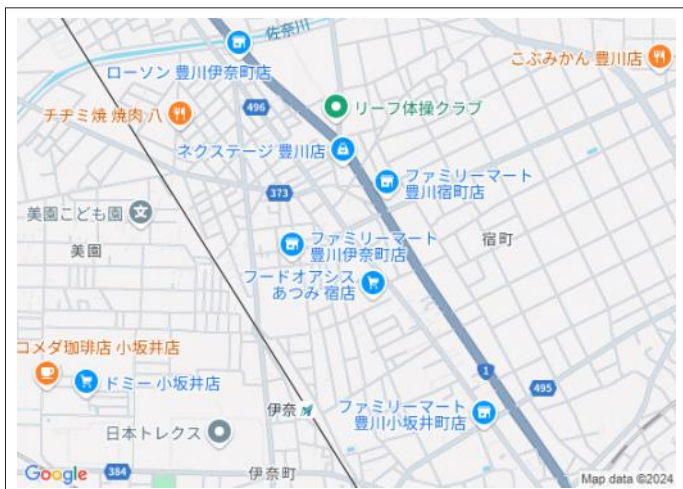 佐奈川
ローソン 豊川伊奈町店
こぶみかん 豊川店
496
チヂミ焼 焼肉 八
リーフ体操クラブ
ネクステージ 豊川店
373
ファミリーマート
豊川宿町店
美園こども園
美園
ファミリーマート
豊川伊奈町店
宿町
フードオアシス
あつみ 宿店
コメダ珈琲店 小坂井店
ドミー 小坂井店
1
495
伊奈
ファミリーマート
豊川小坂井町店
日本トレクス
Google
384
伊奈町
Map data ©2024